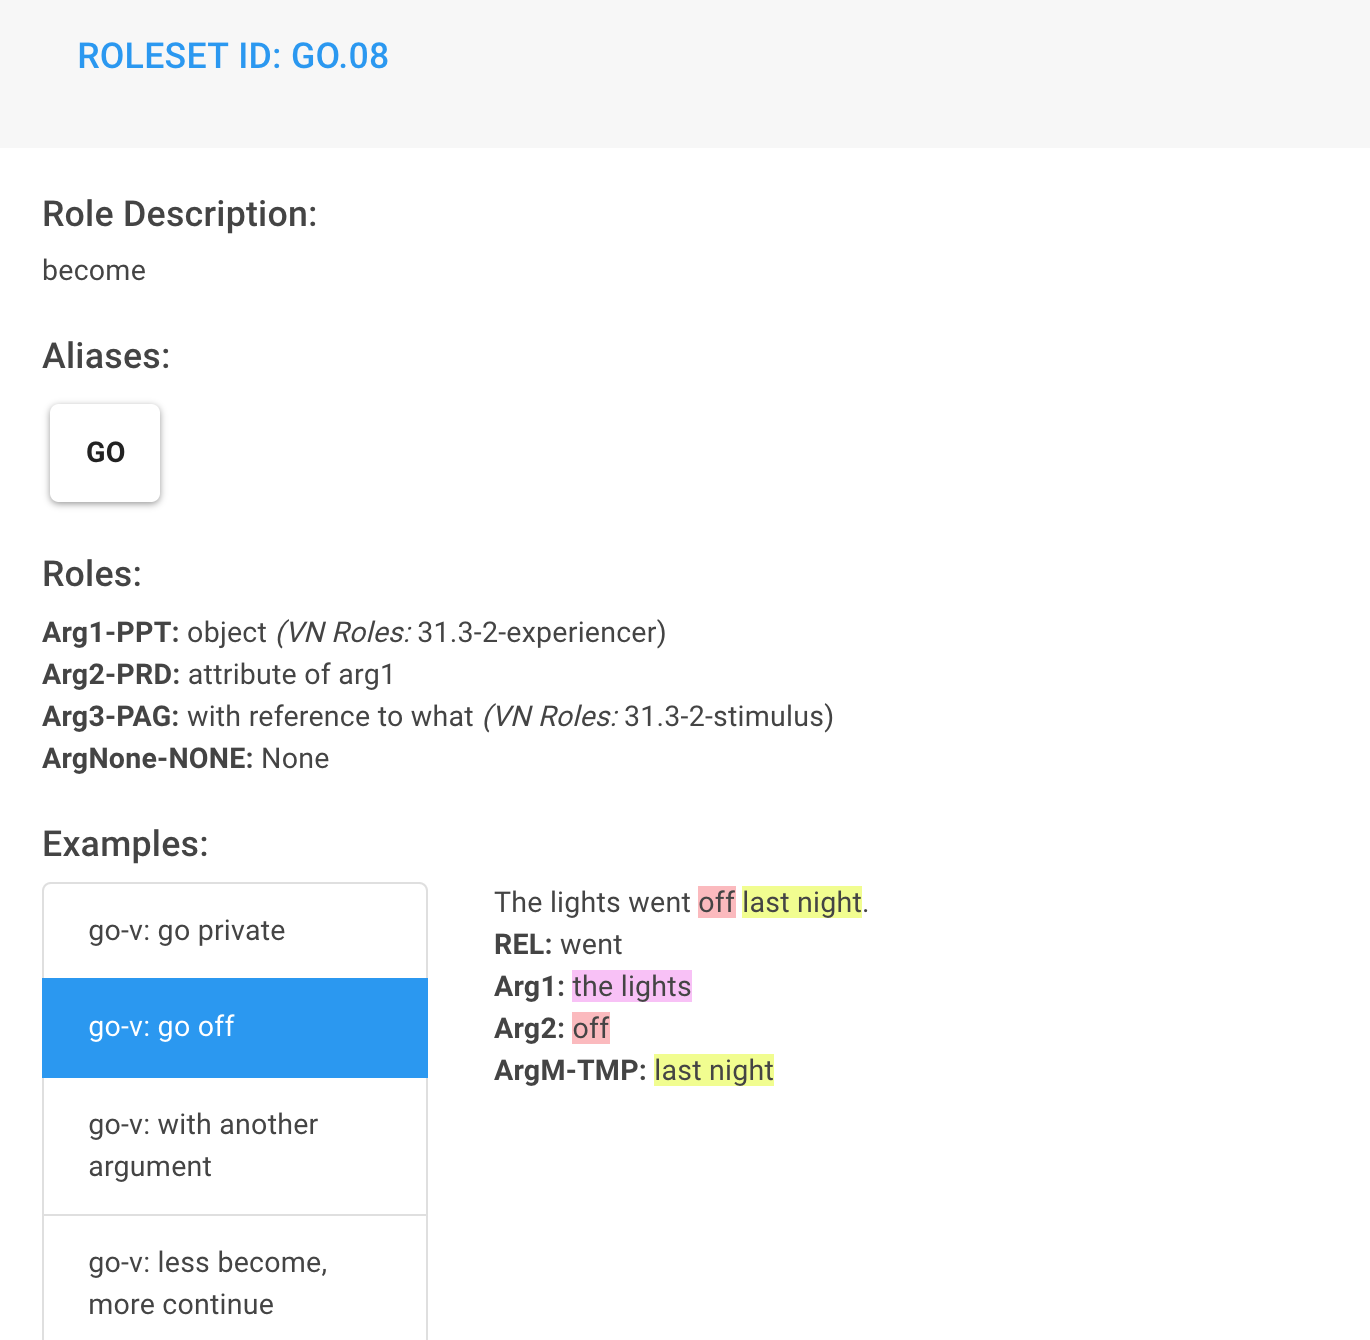 ROLESET ID: GO.08
Role Description:
become
Aliases:
GO
Roles:
Arg1-PPT: object (VN Roles: 31.3-2-experiencer)
Arg2-PRD: attribute of arg1
Arg3-PAG: with reference to what (VN Roles: 31.3-2-stimulus)
ArgNone-NONE: None
Examples:
go-v: go private
go-v: go off
go-v: with another
argument
go-v: less become,
more continue
The lights went off last night.
REL: went
Arg1: the lights
Arg2: off
ArgM-TMP: last night